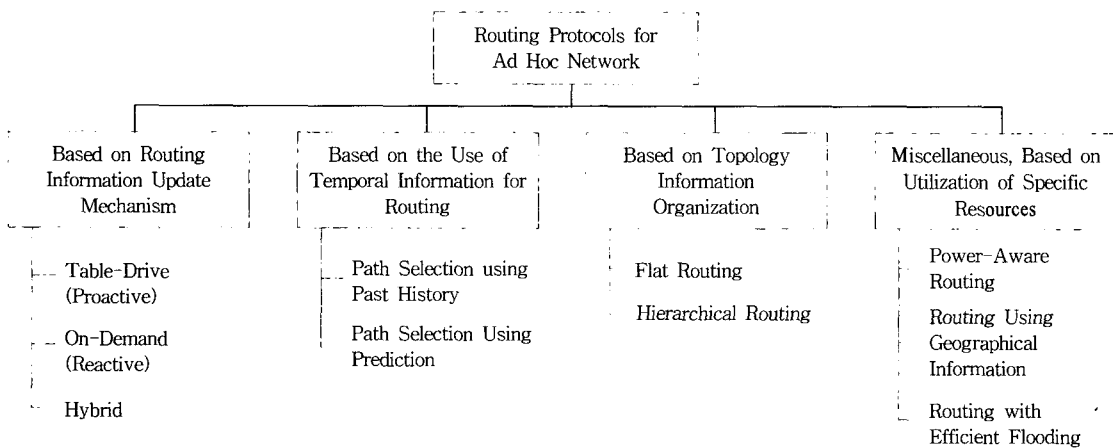 Routing Protocols for
Ad Hoc Network
Based on Routing
Information Update
Mechanism
Based on the Use of
Temporal Information for
Routing
Based on Topology
Information
Organization
Miscellaneous, Based on
Utilization of Specific
Resources
Table-Drive
(Proactive)
On-Demand
(Reactive)
Hybrid
Path Selection using
Past History
Path Selection Using
Prediction
Flat Routing
Hierarchical Routing
Power-Aware
Routing
Routing Using
Geographical
Information
Routing with
Efficient Flooding